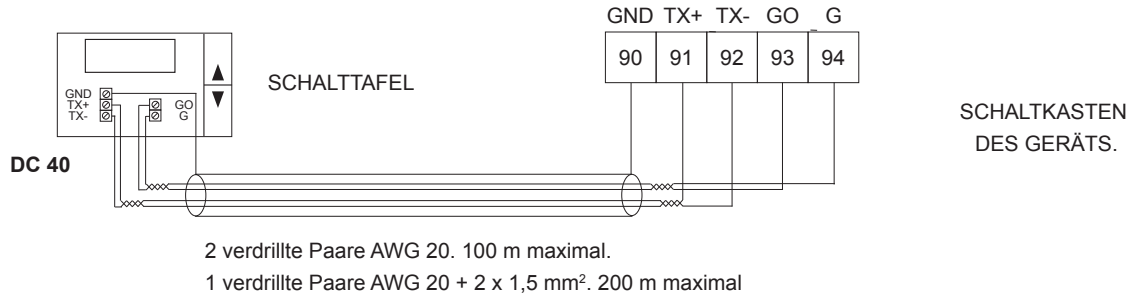 GND TX+ TX- GO G
90 91 92 93 94
SCHALTTAFEL
GND
TX+
TX-
GO
G
DC 40
SCHALTKASTEN
DES GERÄTS.
2 verdrillte Paare AWG 20. 100 m maximal.
1 verdrillte Paare AWG 20 + 2 x 1,5 mm². 200 m maximal